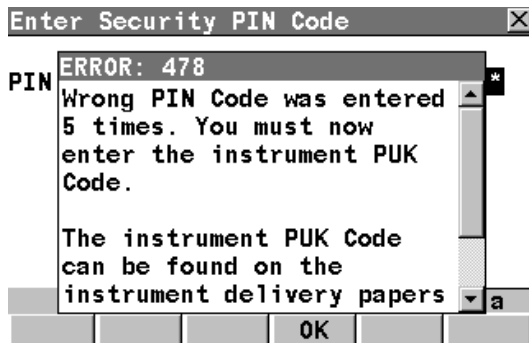 Enter Security PIN Code
PIN
*
ERROR: 478
Wrong PIN Code was entered
5 times. You must now
enter the instrument PUK
Code.
The instrument PUK Code
can be found on the
instrument delivery papers
a
OK